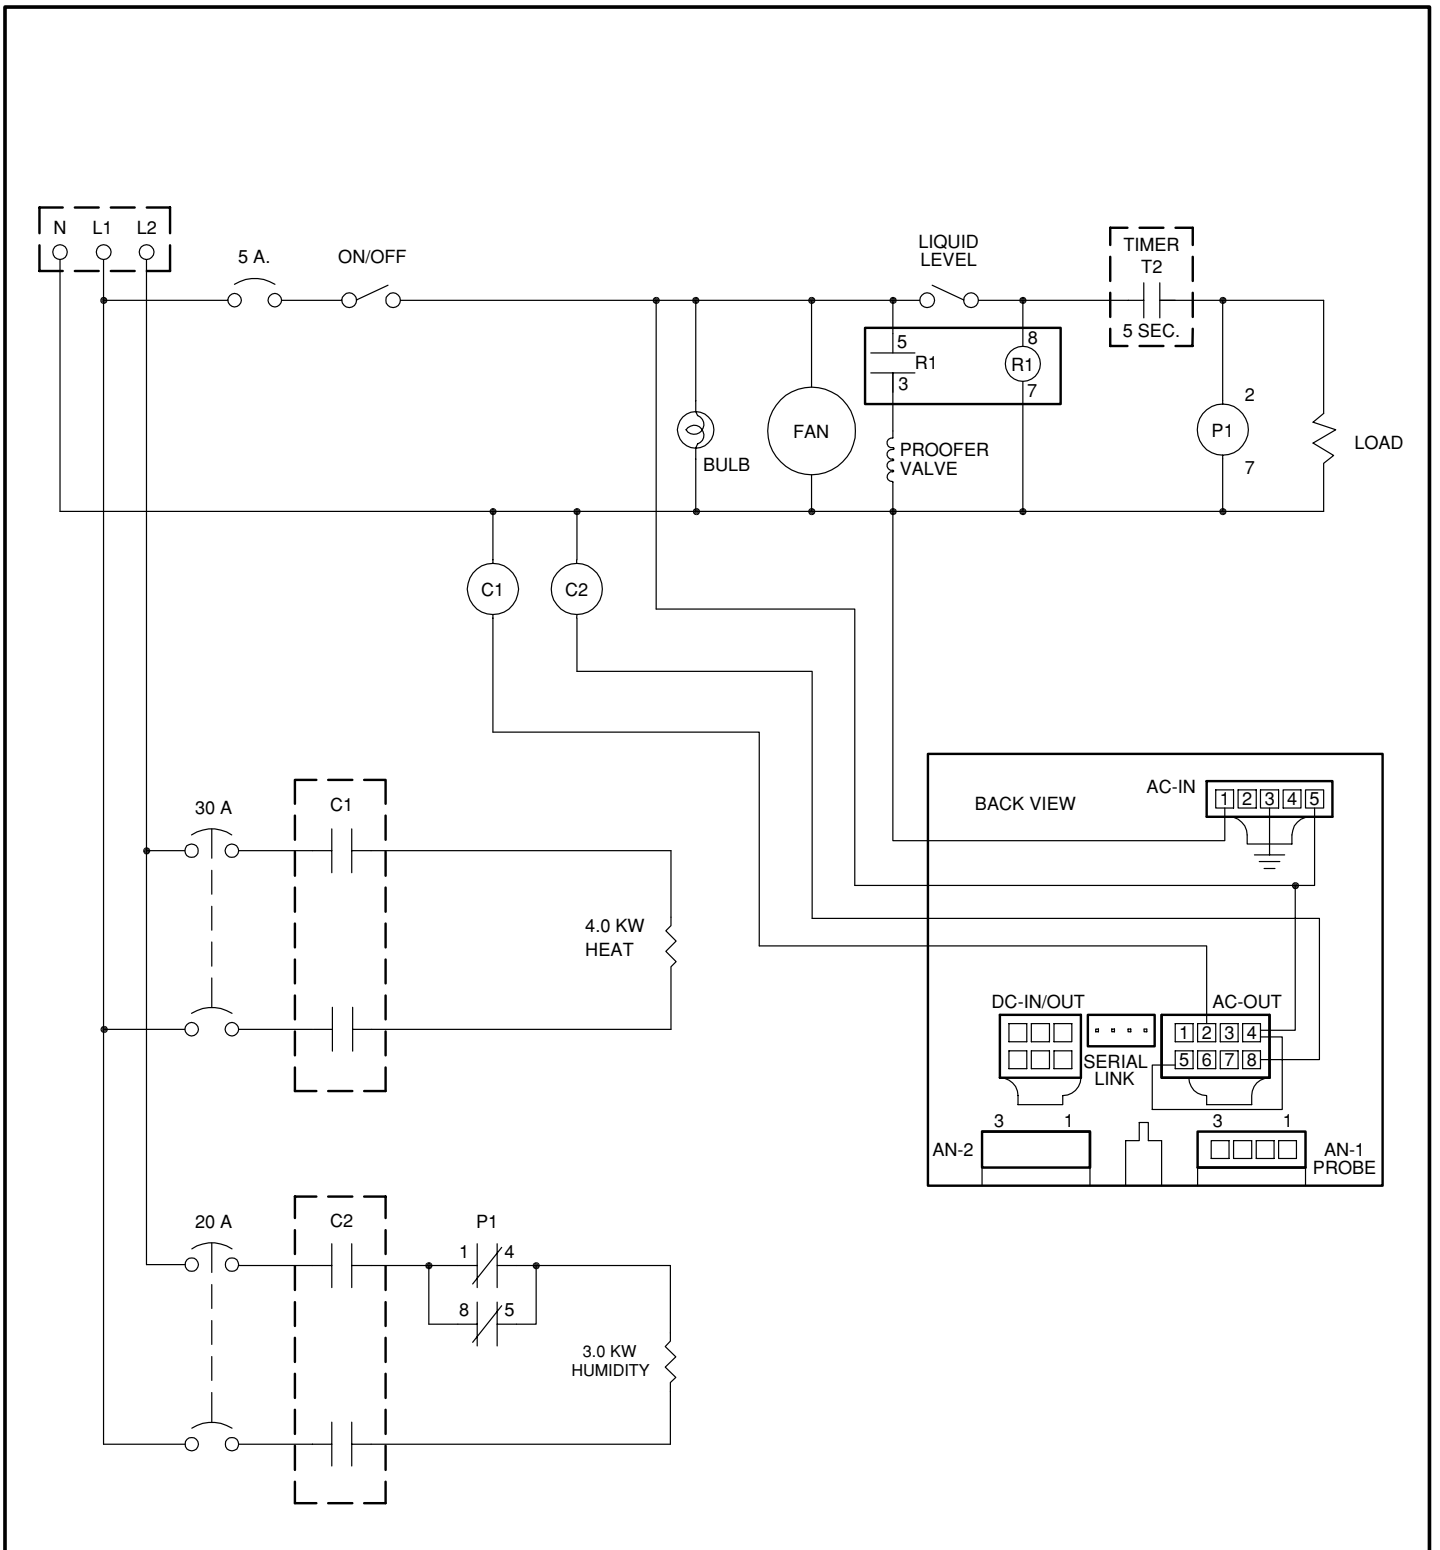 N L1 L2
5 A.
ON/OFF
LIQUID
LEVEL
TIMER
T2
5 SEC.
5
R1
3
8
R1
7
BULB
FAN
PROOFER
VALVE
2
P1
7
LOAD
C1
C2
30 A
C1
4.0 KW
HEAT
BACK VIEW
AC-IN
1 2 3 4 5
DC-IN/OUT
SERIAL
LINK
AC-OUT
1 2 3 4
5 6 7 8
AN-2
3 1
3 1
AN-1
PROBE
20 A
C2
P1
1 4
8 5
3.0 KW
HUMIDITY